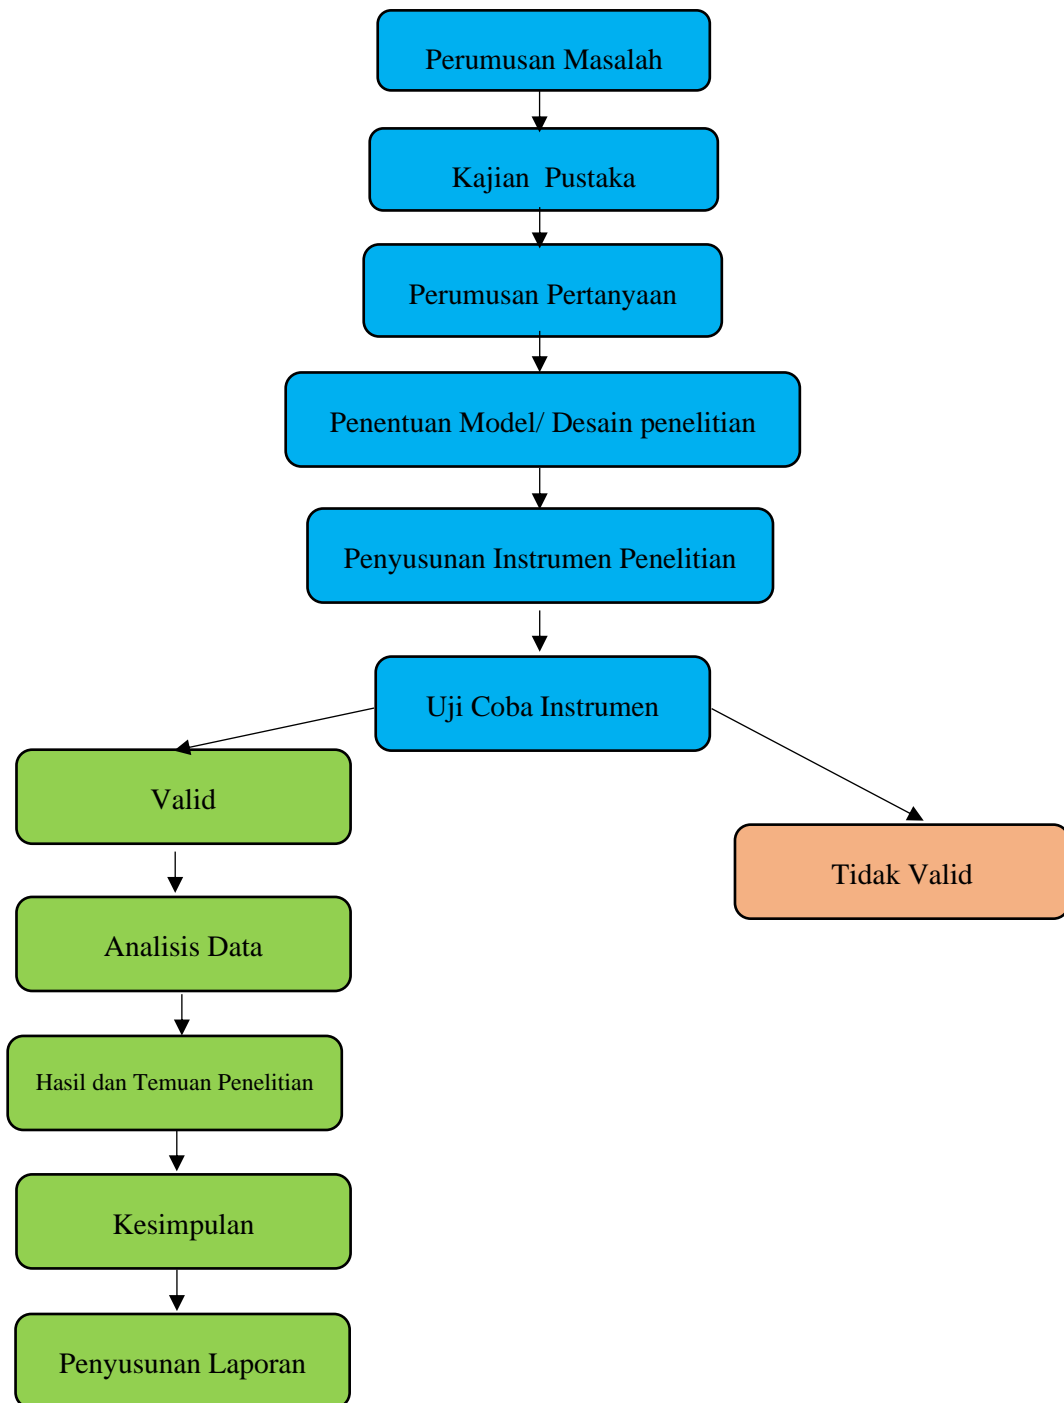 Perumusan Masalah
Kajian  Pustaka
Perumusan Pertanyaan
Penentuan Model/ Desain penelitian
Penyusunan Instrumen Penelitian
Uji Coba Instrumen
Valid
Tidak Valid
Analisis Data
Hasil dan Temuan Penelitian
Kesimpulan
Penyusunan Laporan